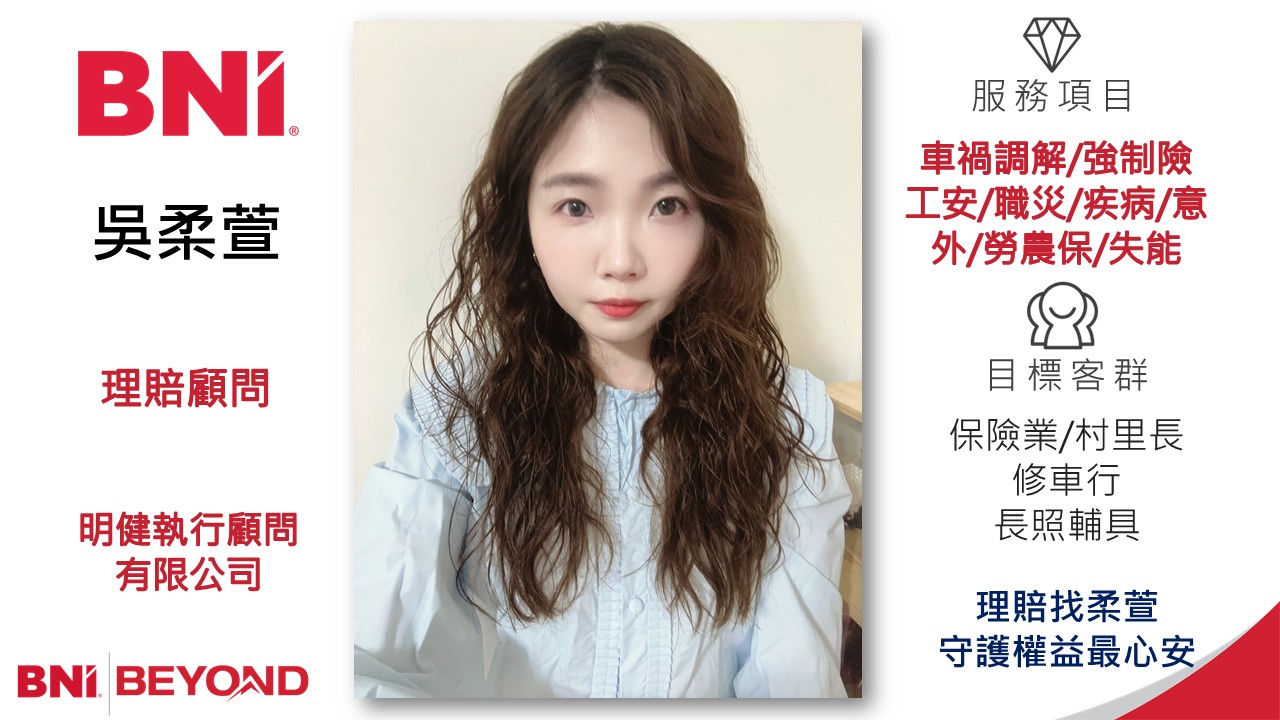 BNI®
吳柔萱
理賠顧問
明健執行顧問
有限公司
BNI® BEYOND
服務項目
車禍調解/強制險
工安/職災/疾病/意
外/勞農保/失能
目標客群
保險業/村里長
修車行
長照輔具
理賠找柔萱
守護權益最心安